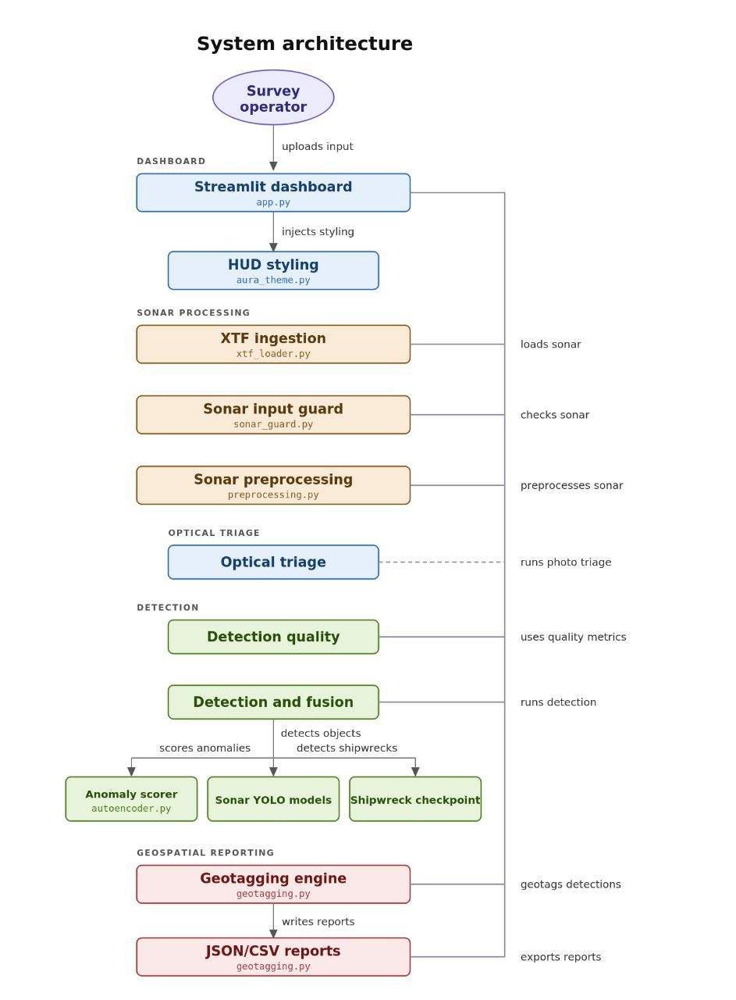 System architecture
Survey
operator
uploads input
DASHBOARD
Streamlit dashboard
app.py
injects styling
HUD styling
aura_theme.py
SONAR PROCESSING
XTF ingestion
xtf_loader.py
loads sonar
Sonar input guard
sonar_guard.py
checks sonar
Sonar preprocessing
preprocessing.py
preprocesses sonar
OPTICAL TRIAGE
Optical triage
runs photo triage
DETECTION
Detection quality
uses quality metrics
Detection and fusion
runs detection
detects objects
scores anomalies
detects shipwrecks
Anomaly scorer
autoencoder.py
Sonar YOLO models
Shipwreck checkpoint
GEOSPATIAL REPORTING
Geotagging engine
geotagging.py
geotags detections
writes reports
JSON/CSV reports
geotagging.py
exports reports